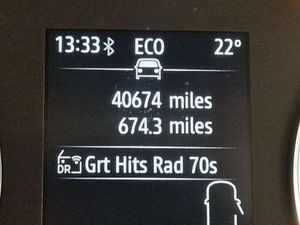 13:33 ECO 22°
40674 miles
674.3 miles
DR Grt Hits Rad 70s